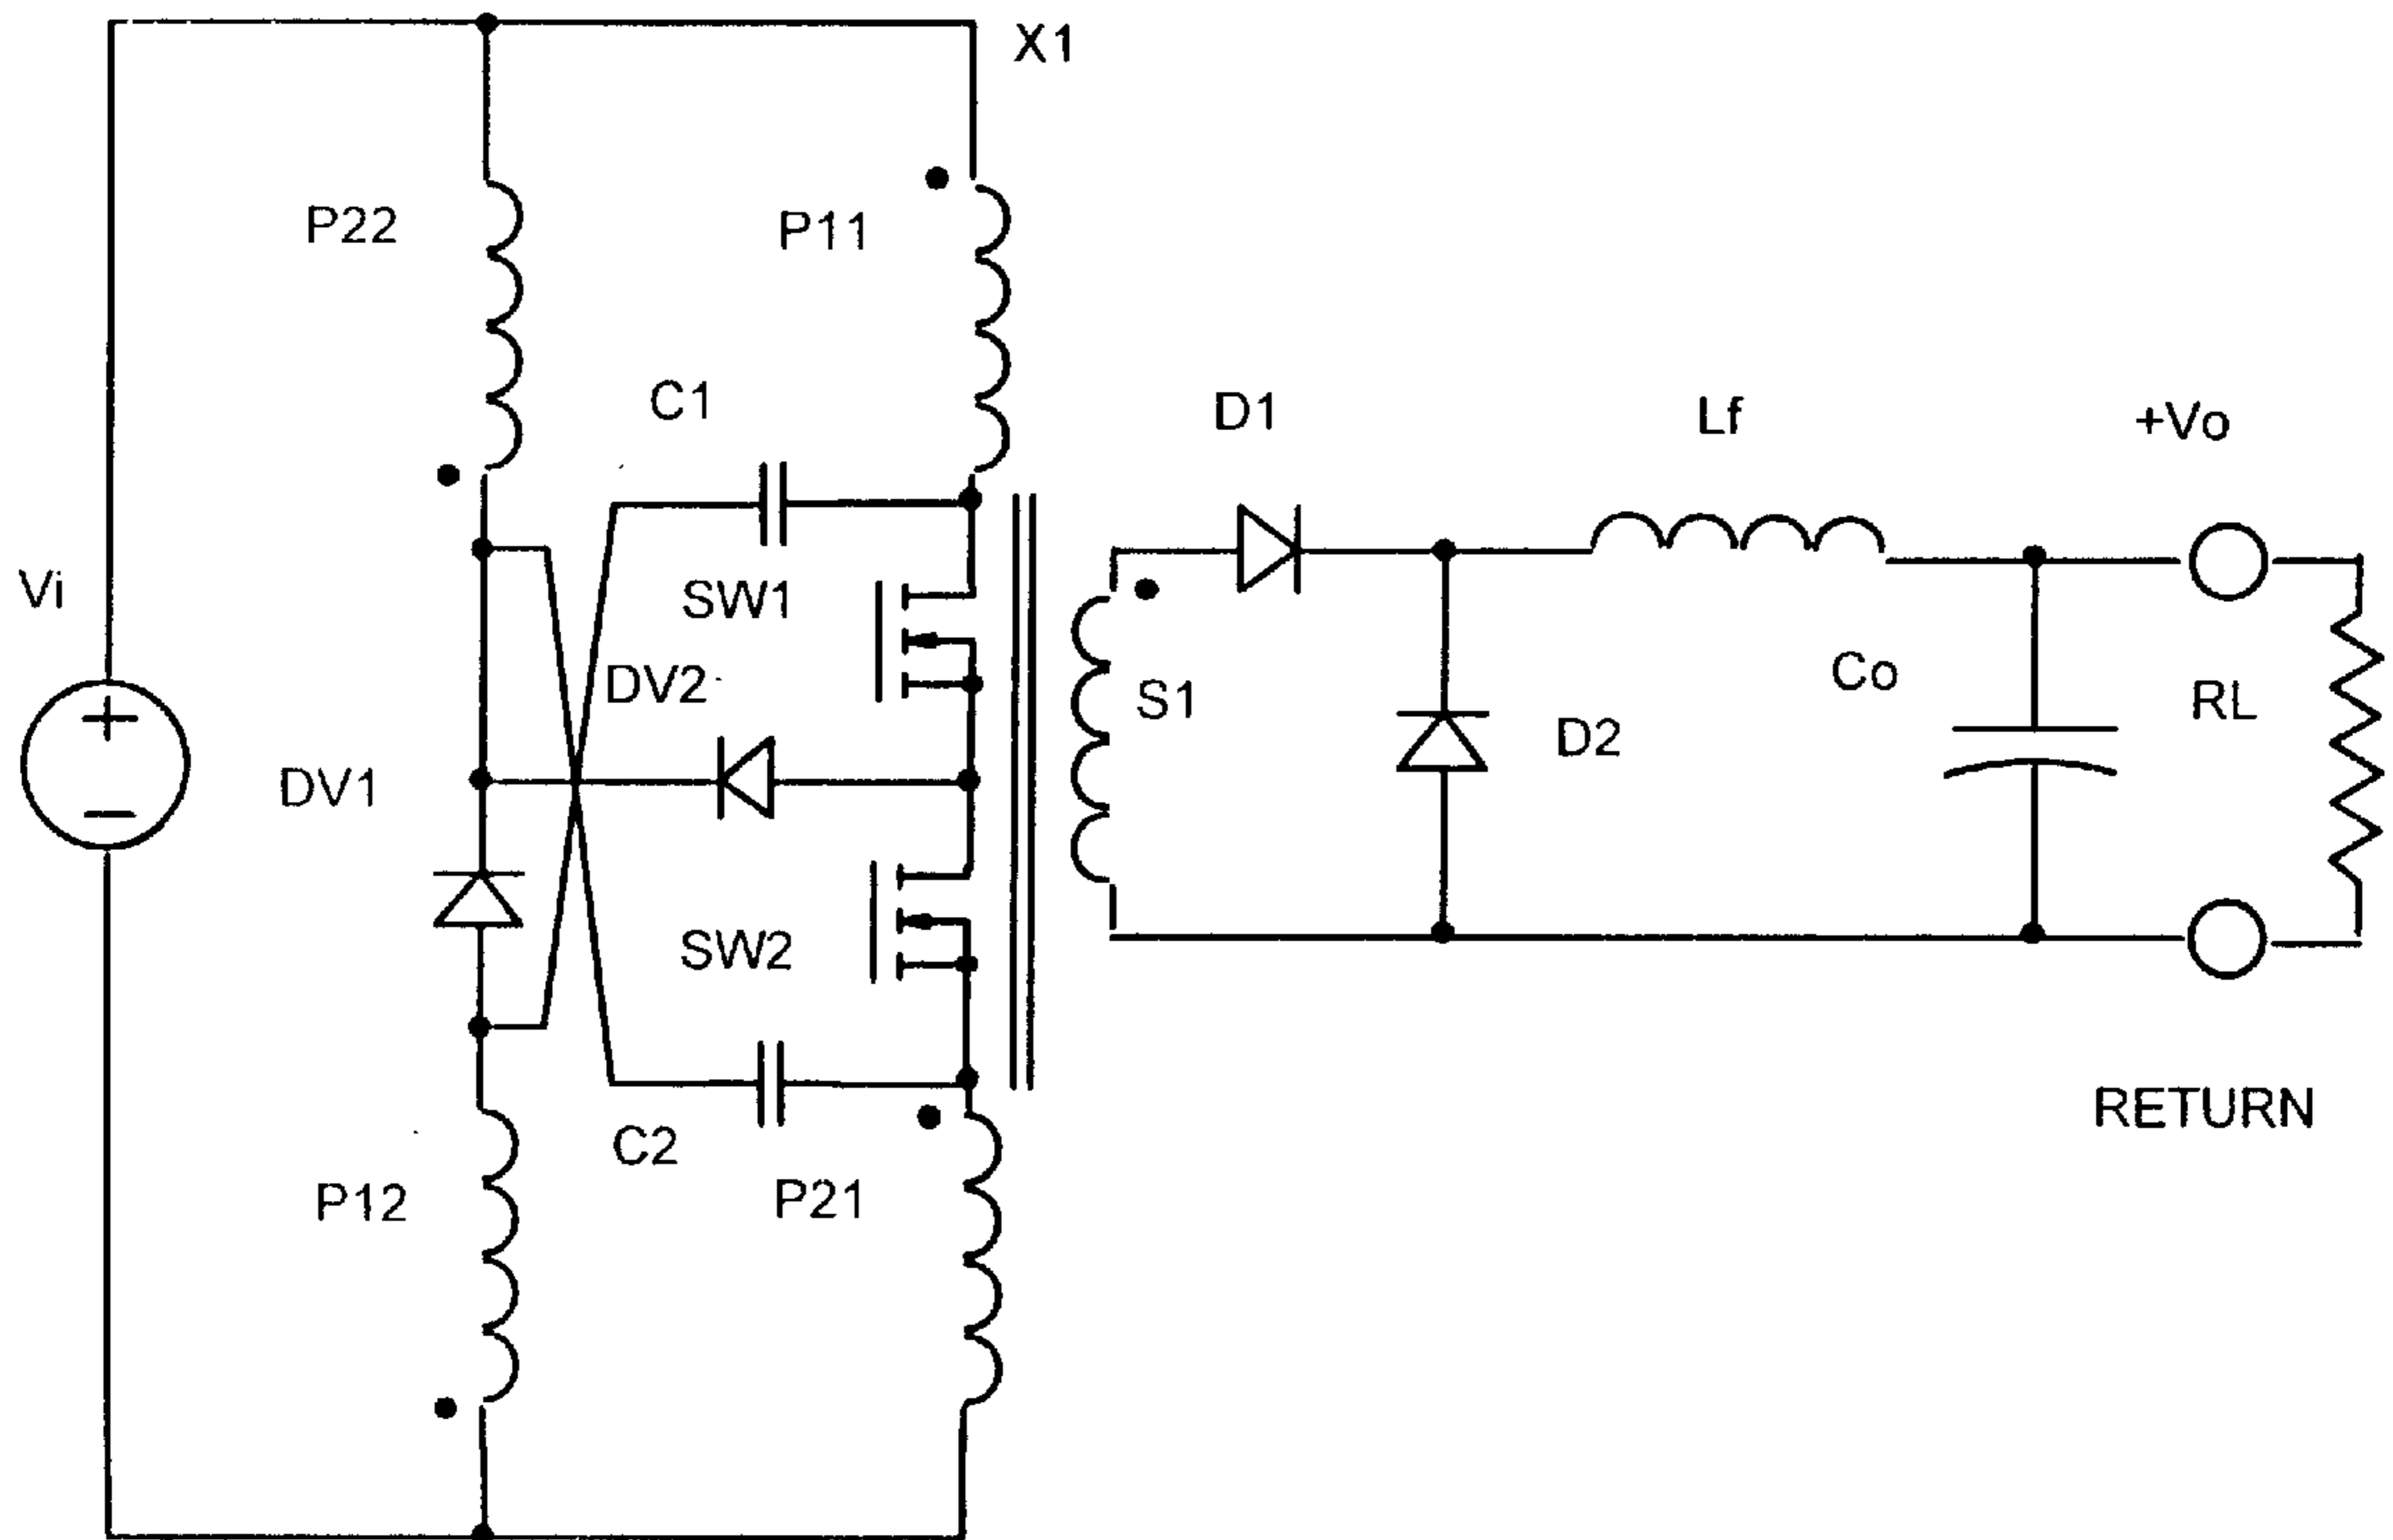 X1
P22
P11
C1
D1
Lf
+Vo
Vi
SW1
DV2
S1
Co
RL
D2
DV1
SW2
C2
P12
P21
RETURN